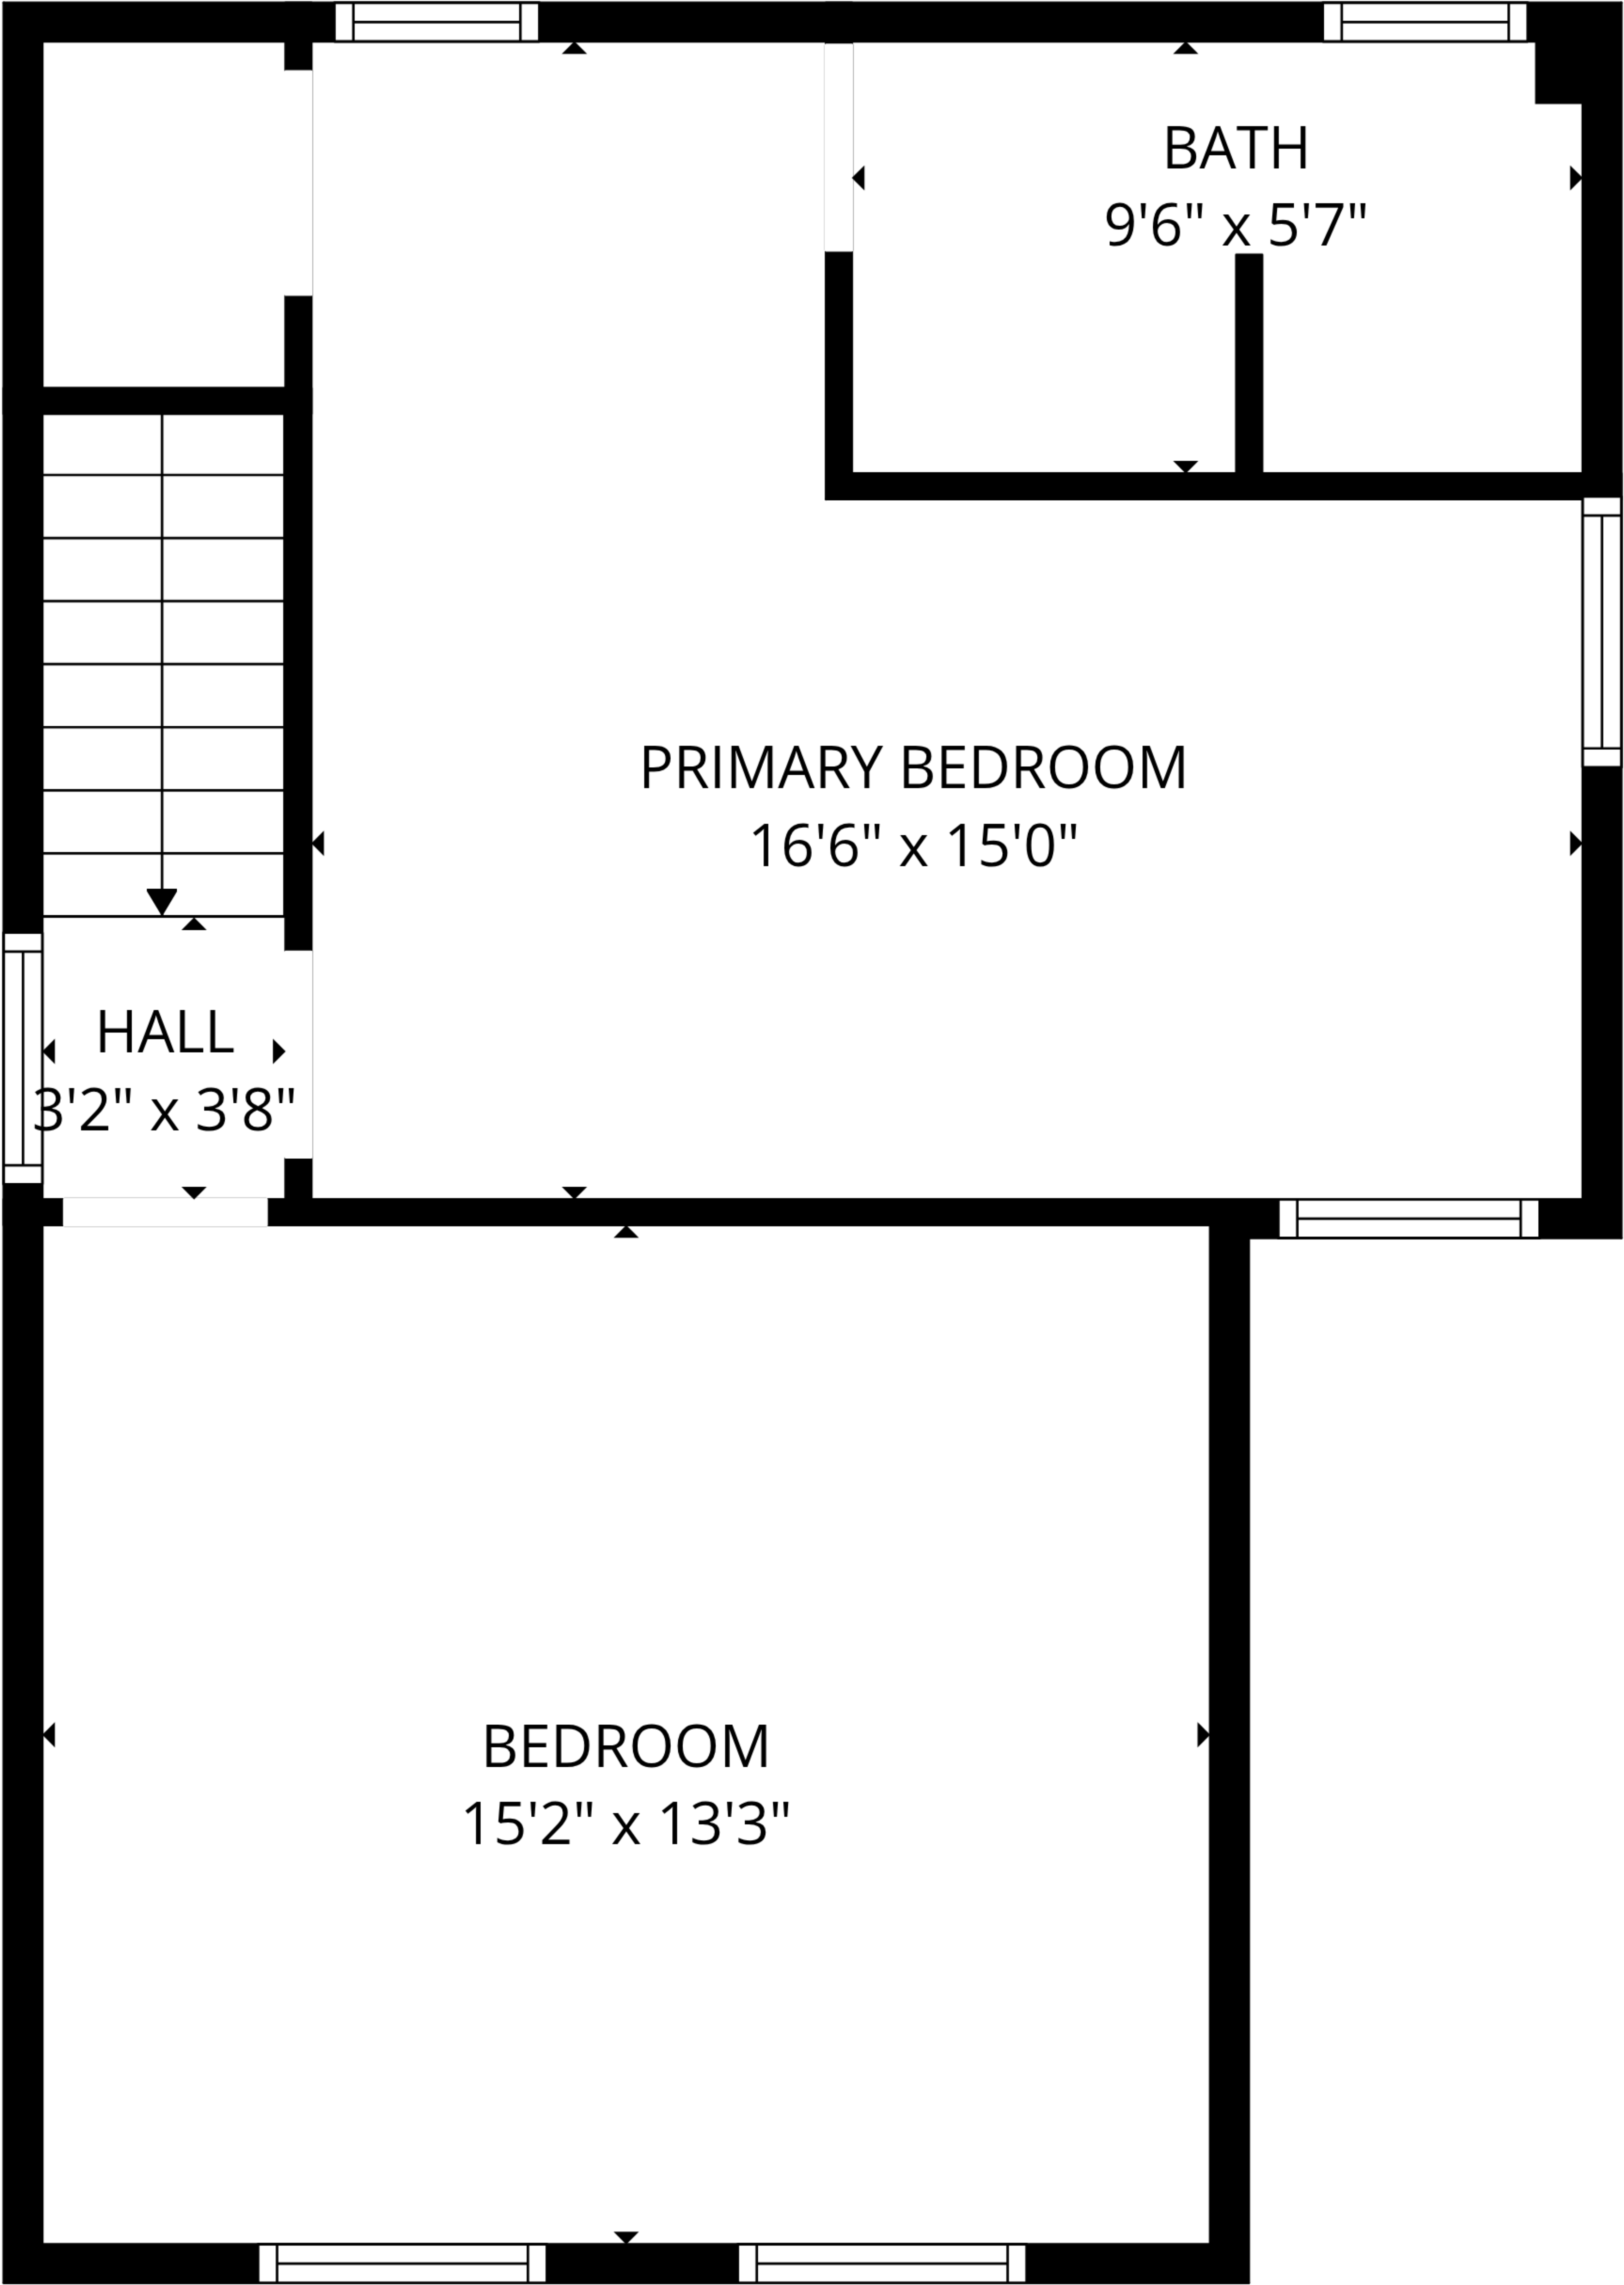 BATH
9'6" x 5'7"
PRIMARY BEDROOM
16'6" x 15'0"
HALL
3'2" x 3'8"
BEDROOM
15'2" x 13'3"